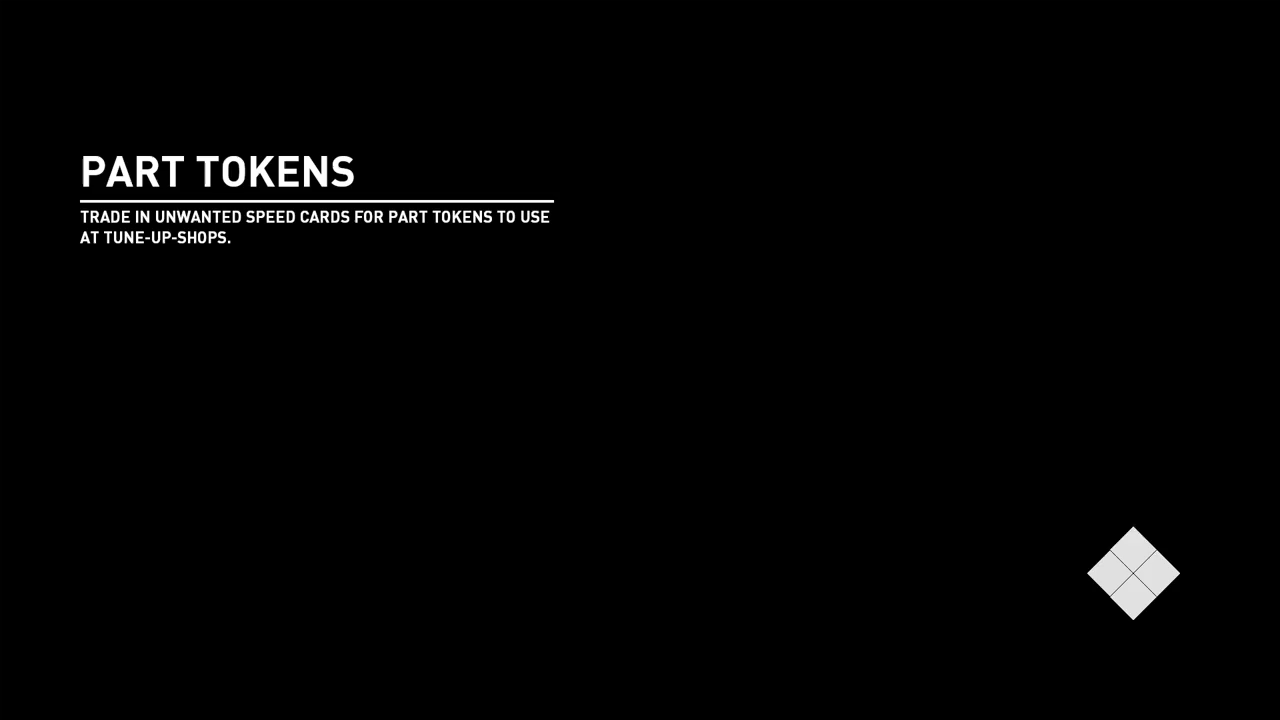 PART TOKENS
TRADE IN UNWANTED SPEED CARDS FOR PART TOKENS TO USE
AT TUNE-UP-SHOPS.